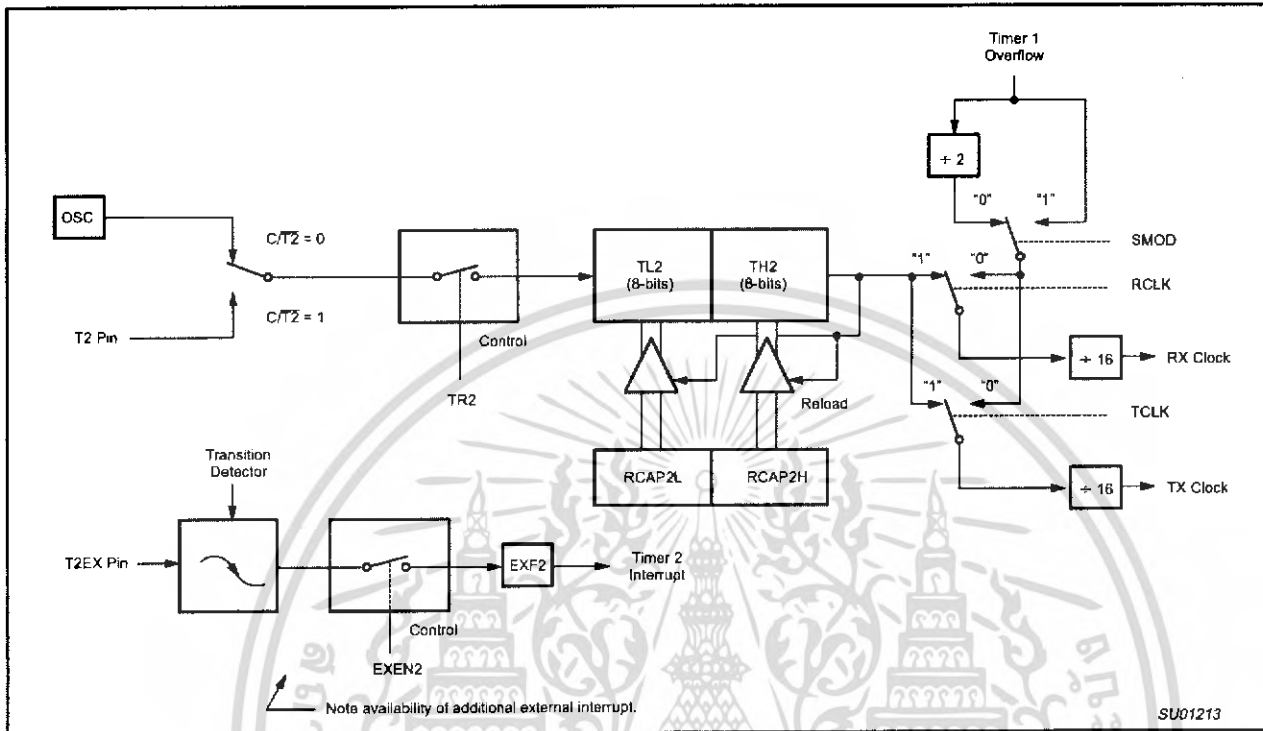 Timer 1
Overflow
÷ 2
"0"
"1"
OSC
C/T2 = 0
SMOD
TL2
(8-bits)
TH2
(8-bits)
"1"
"0"
RCLK
C/T2 = 1
T2 Pin
Control
÷ 16
RX Clock
TR2
Reload
"1"
"0"
TCLK
Transition
Detector
RCAP2L
RCAP2H
÷ 16
TX Clock
T2EX Pin
EXF2
Timer 2
Interrupt
Control
EXEN2
Note availability of additional external interrupt.
SU01213